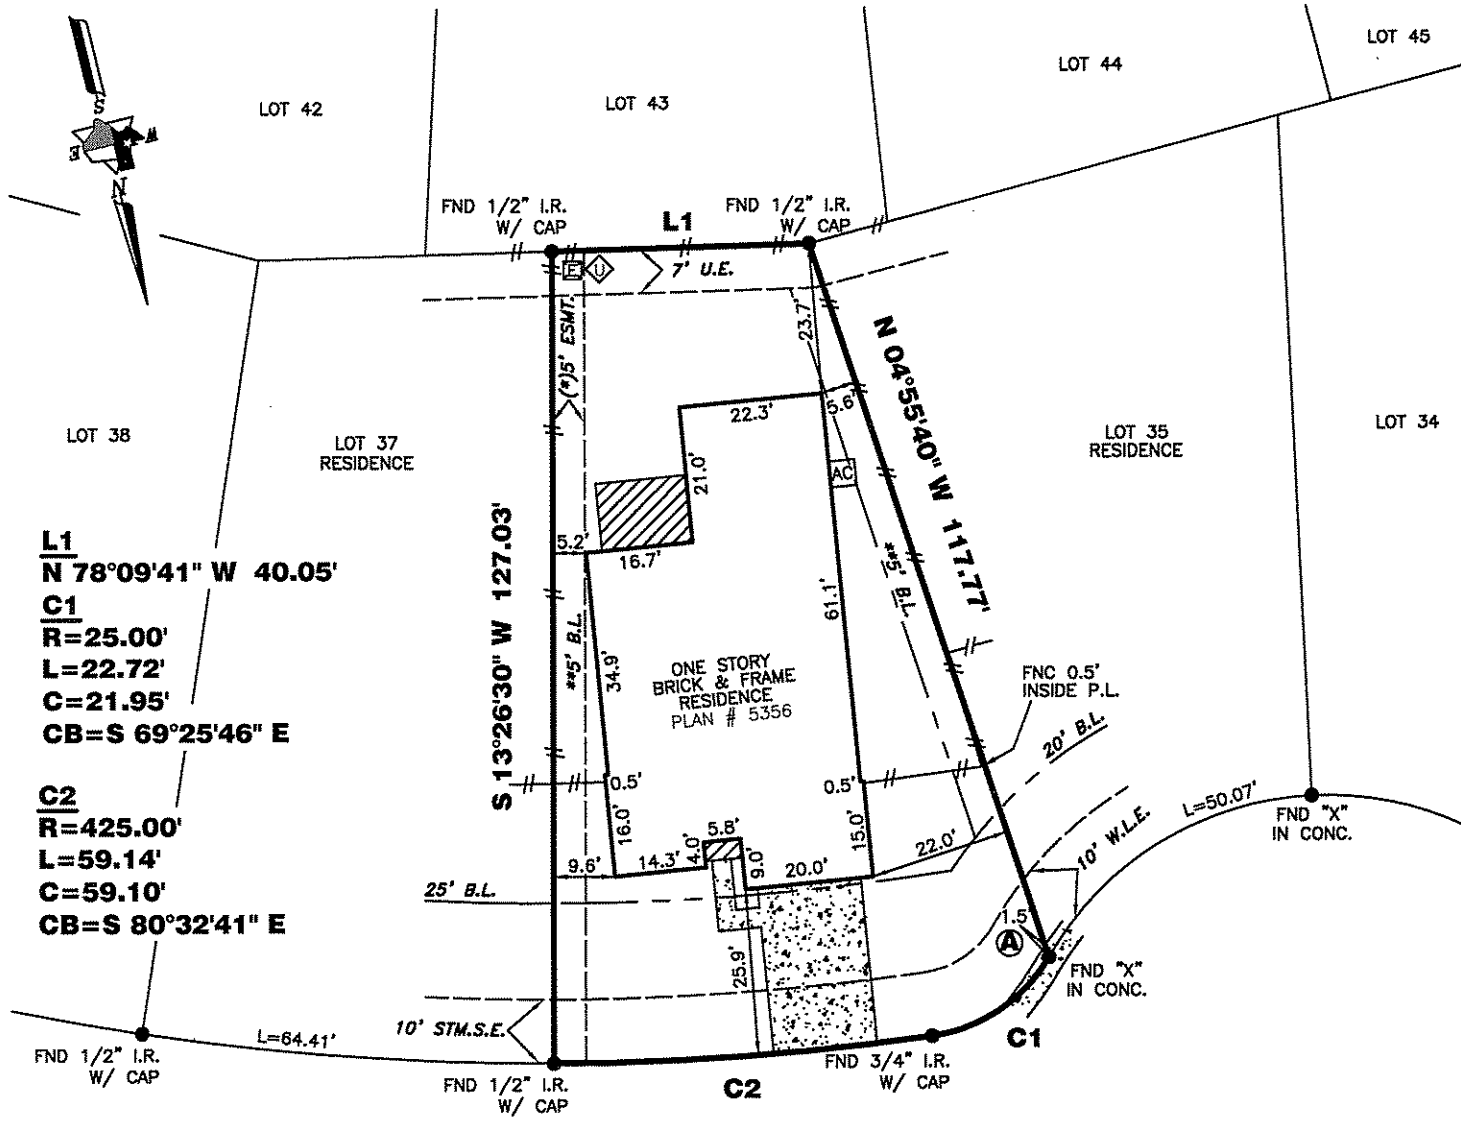 LOT 45
LOT 44
LOT 43
LOT 42
S
W
E
N
FND 1/2" I.R.
W/ CAP
L1
FND 1/2" I.R.
W/ CAP
E
U
7' U.E.
(*)5' ESMT.
23.7'
N 04°55'40" W 117.77'
22.3'
5.6'
LOT 38
LOT 37
RESIDENCE
LOT 35
RESIDENCE
LOT 34
21.0'
AC
L1
N 78°09'41" W 40.05'
C1
R=25.00'
L=22.72'
C=21.95'
CB=S 69°25'46" E
C2
R=425.00'
L=59.14'
C=59.10'
CB=S 80°32'41" E
S 13°26'30" W 127.03'
5.2'
16.7'
**5' B.L.
34.9'
61.1'
**5' B.L.
ONE STORY
BRICK & FRAME
RESIDENCE
PLAN # 5356
FNC 0.5'
INSIDE P.L.
20' B.L.
0.5'
0.5'
16.0'
5.8'
4.0'
9.0'
15.0'
22.0'
9.6'
14.3'
20.0'
25' B.L.
10' W.L.E.
L=50.07'
FND "X"
IN CONC.
1.5'
A
FND "X"
IN CONC.
25.9'
10' STM.S.E.
L=64.41'
C1
FND 1/2" I.R.
W/ CAP
FND 1/2" I.R.
W/ CAP
C2
FND 3/4" I.R.
W/ CAP